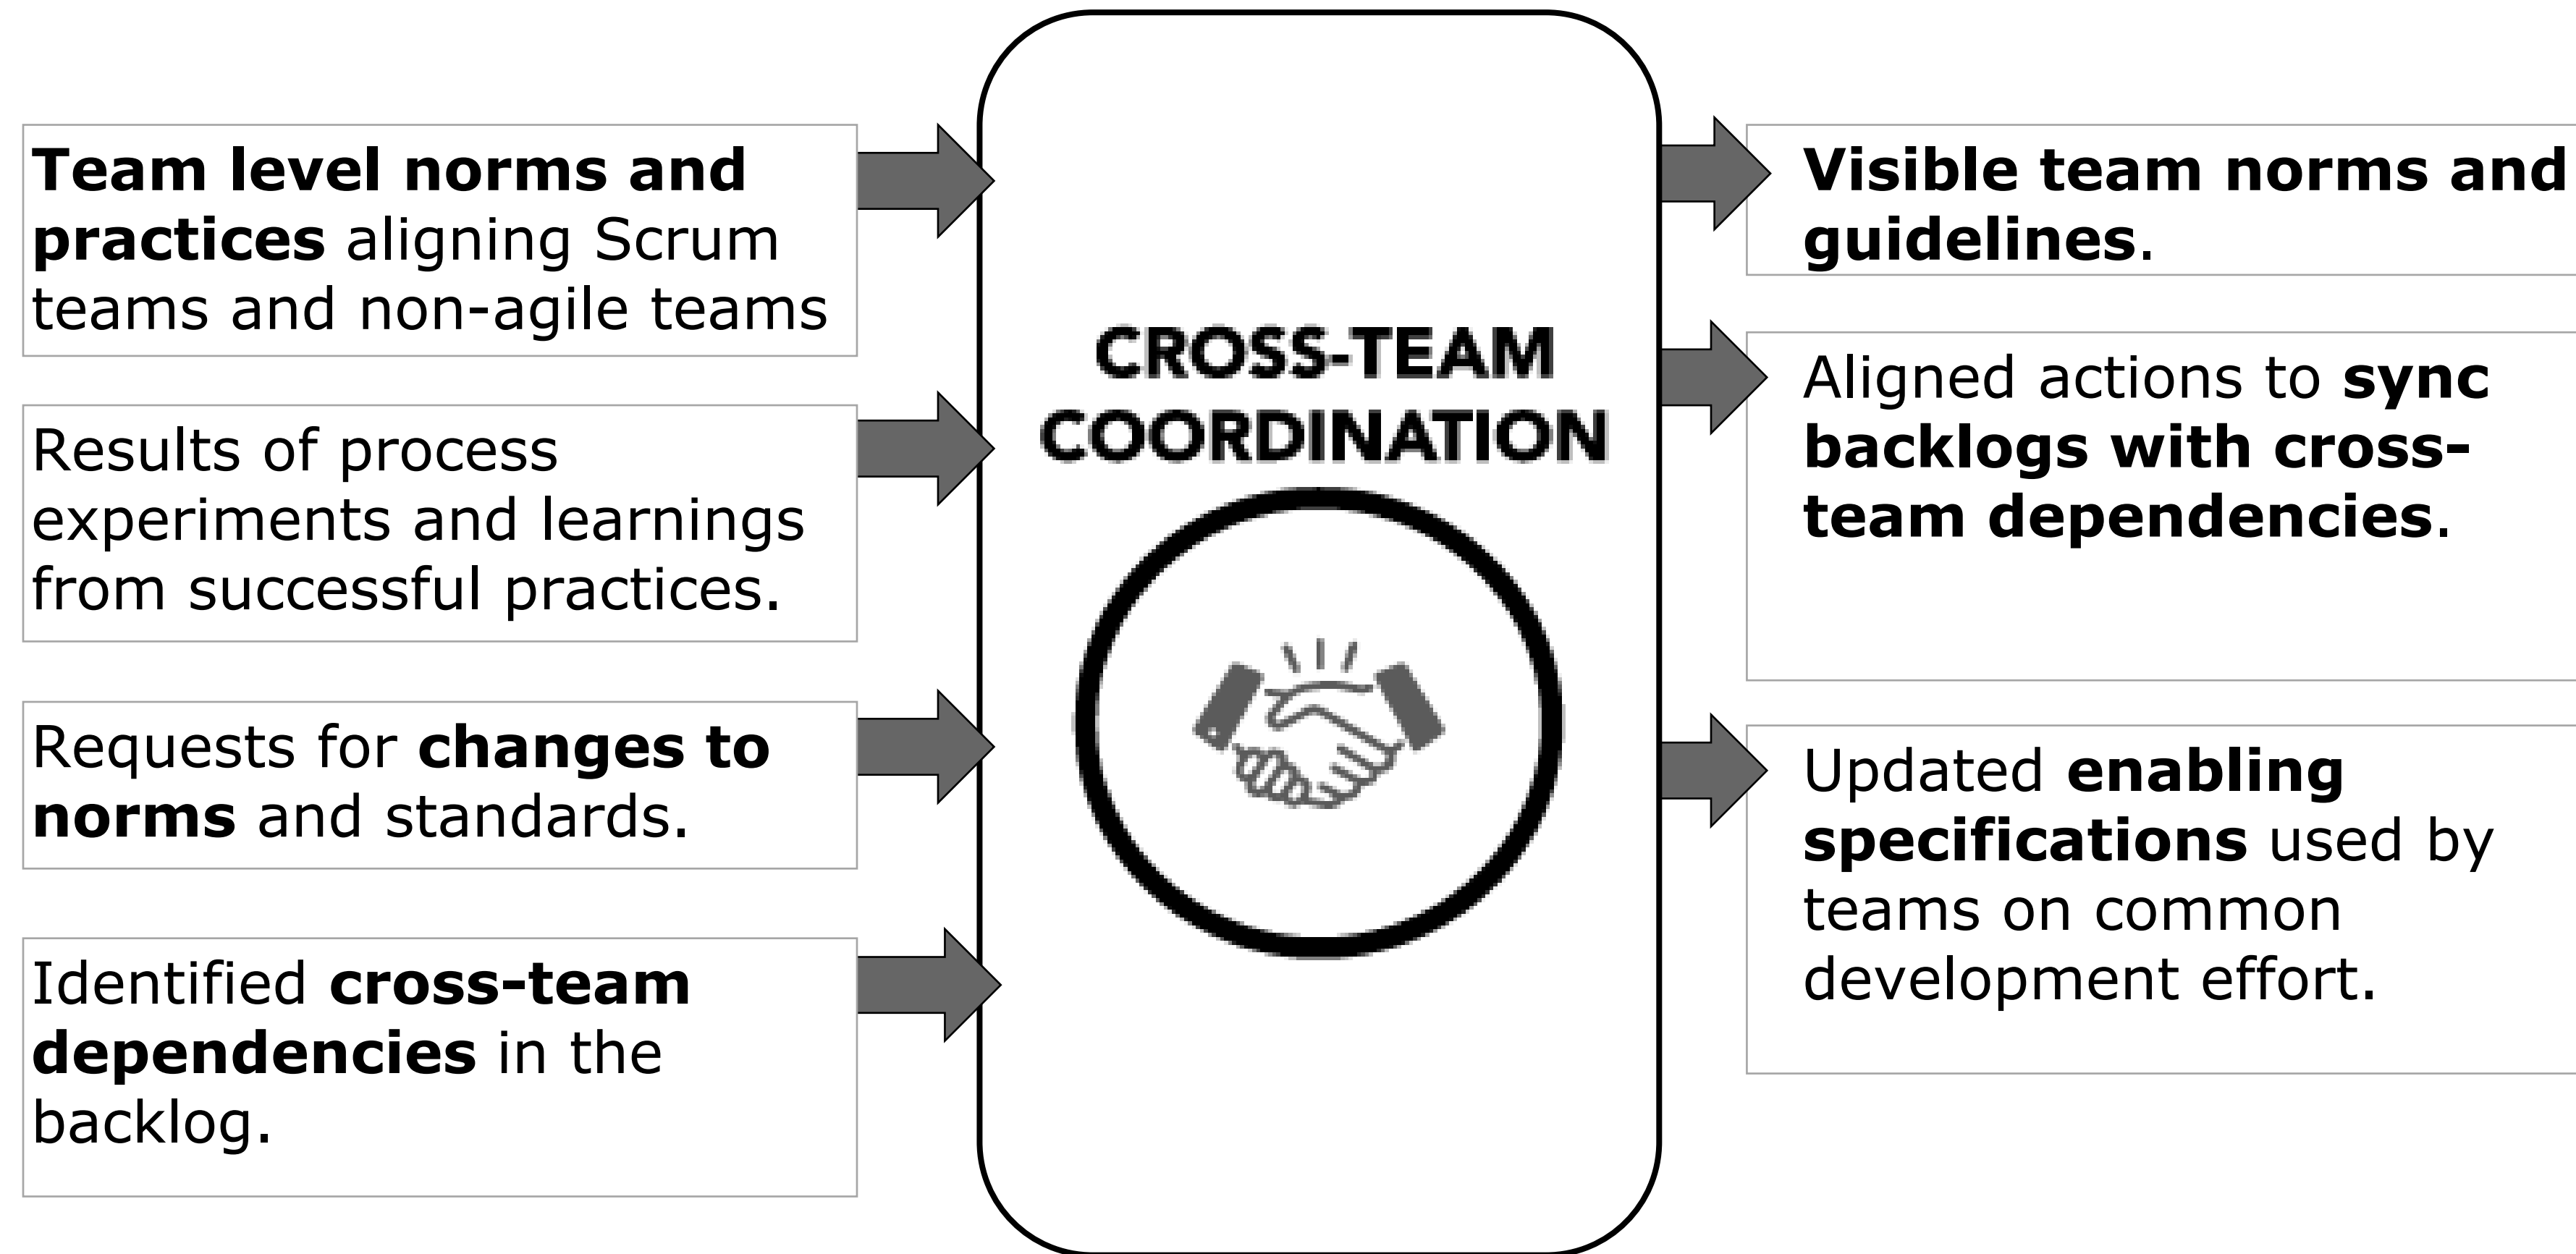 Team level norms and
practices aligning Scrum
teams and non-agile teams
Results of process
experiments and learnings
from successful practices.
Requests for changes to
norms and standards.
Identified cross-team
dependencies in the
backlog.
CROSS-TEAM
COORDINATION
Visible team norms and
guidelines.
Aligned actions to sync
backlogs with cross-
team dependencies.
Updated enabling
specifications used by
teams on common
development effort.